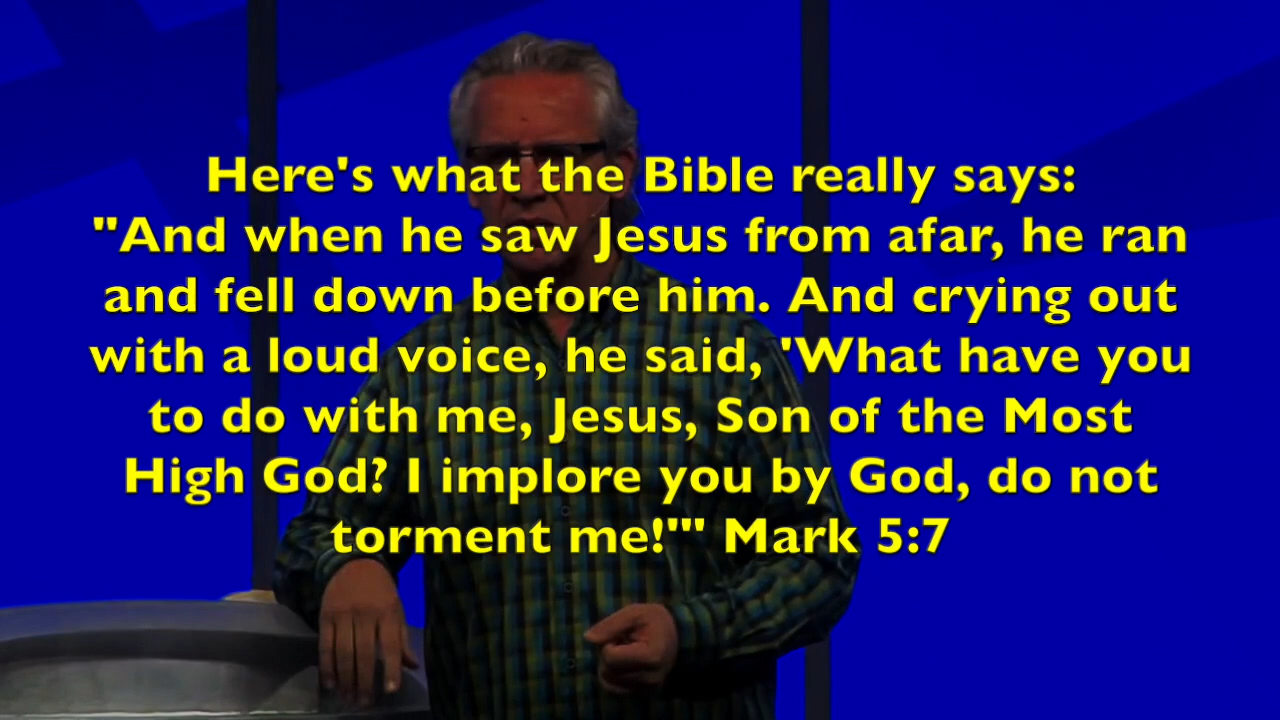 Here's what the Bible really says:
"And when he saw Jesus from afar, he ran
and fell down before him. And crying out
with a loud voice, he said, 'What have you
to do with me, Jesus, Son of the Most
High God? I implore you by God, do not
torment me!'" Mark 5:7